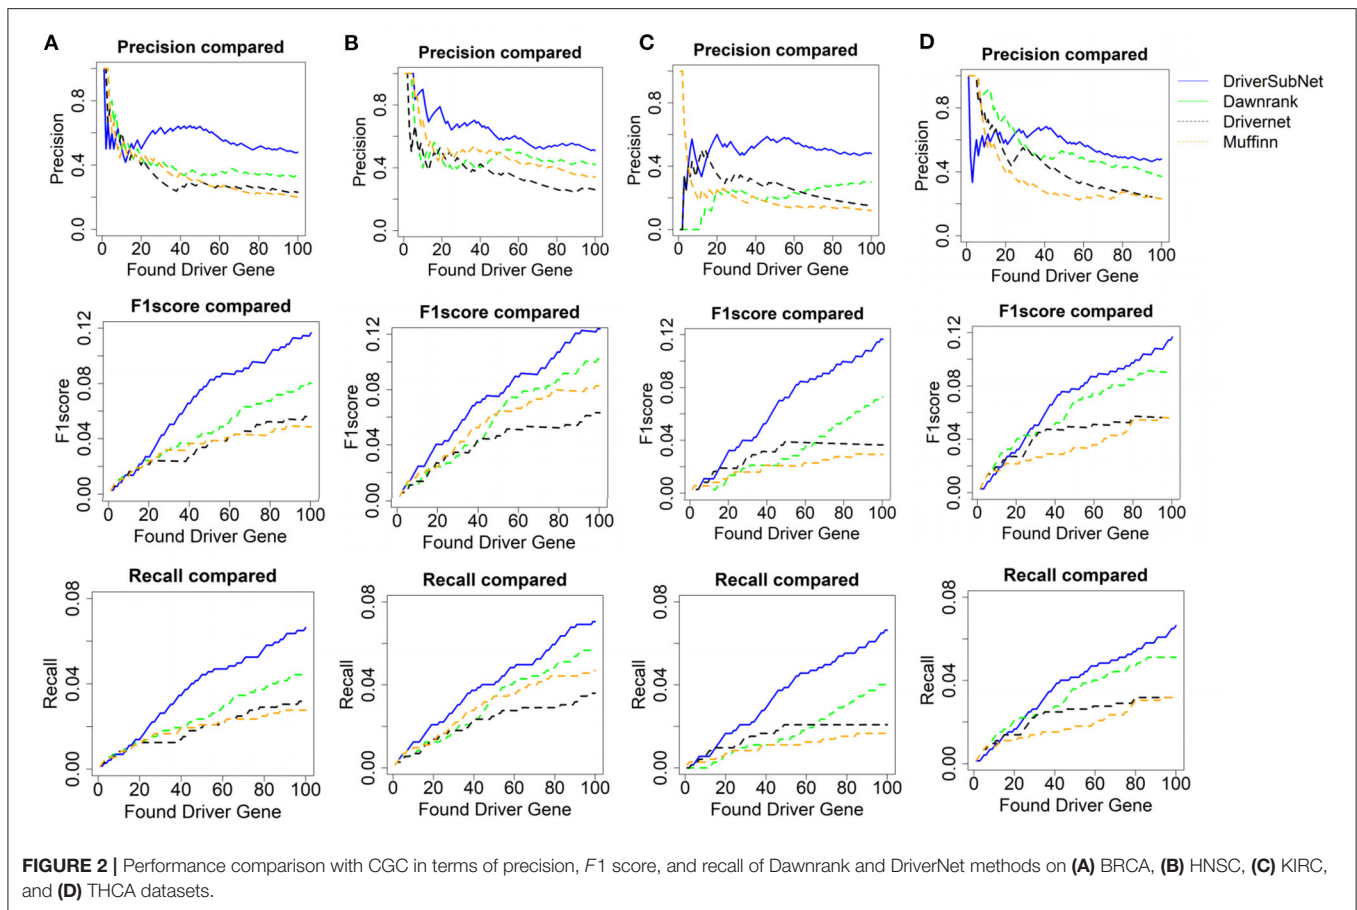 A
Precision compared
Precision
0.0 0.4 0.8
0 20 40 60 80 100
Found Driver Gene
B
Precision compared
Precision
0.0 0.4 0.8
0 20 40 60 80 100
Found Driver Gene
C
Precision compared
Precision
0.0 0.4 0.8
0 20 40 60 80 100
Found Driver Gene
D
Precision compared
Precision
0.0 0.4 0.8
0 20 40 60 80 100
Found Driver Gene
DriverSubNet
Dawnrank
Drivernet
Muffinn
F1score compared
F1score
0.00 0.04 0.08 0.12
0 20 40 60 80 100
Found Driver Gene
F1score compared
F1score
0.00 0.04 0.08 0.12
0 20 40 60 80 100
Found Driver Gene
F1score compared
F1score
0.00 0.04 0.08 0.12
0 20 40 60 80 100
Found Driver Gene
F1score compared
F1score
0.00 0.04 0.08 0.12
0 20 40 60 80 100
Found Driver Gene
Recall compared
Recall
0.00 0.04 0.08
0 20 40 60 80 100
Found Driver Gene
Recall compared
Recall
0.00 0.04 0.08
0 20 40 60 80 100
Found Driver Gene
Recall compared
Recall
0.00 0.04 0.08
0 20 40 60 80 100
Found Driver Gene
Recall compared
Recall
0.00 0.04 0.08
0 20 40 60 80 100
Found Driver Gene
FIGURE 2 | Performance comparison with CGC in terms of precision, F1 score, and recall of Dawnrank and DriverNet methods on (A) BRCA, (B) HNSC, (C) KIRC,
and (D) THCA datasets.